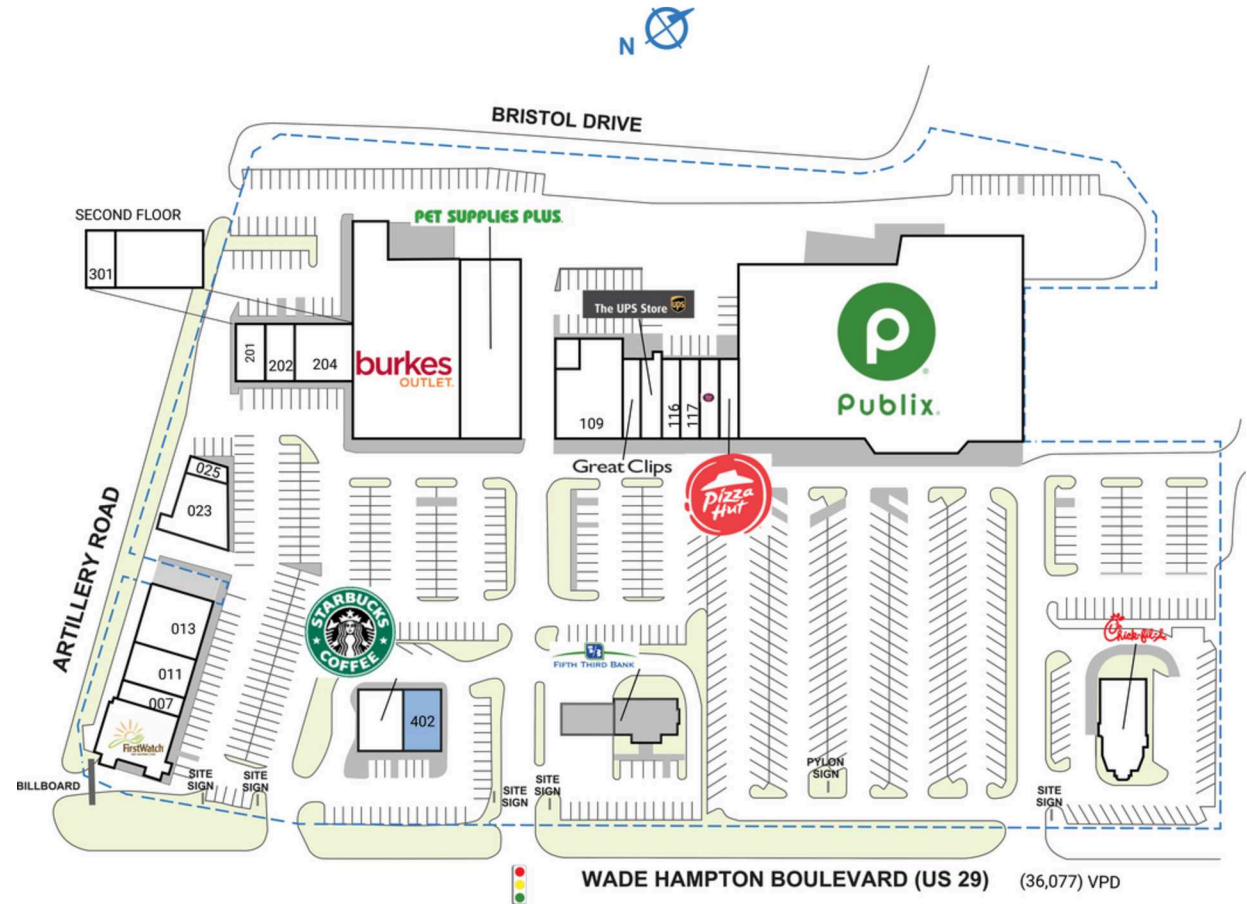 N
BRISTOL DRIVE
SECOND FLOOR
301
PET SUPPLIES PLUS.
The UPS Store
ups
201
202
204
burkes
OUTLET.
109
116
117
Publix.
Great Clips
Pizza
Hut
025
023
ARTILLERY ROAD
013
011
007
FirstWatch
STARBUCKS
COFFEE
402
FIFTH THIRD BANK
Chick-fil-A
BILLBOARD
SITE
SIGN
SITE
SIGN
SITE
SIGN
SITE
SIGN
PYLON
SIGN
SITE
SIGN
WADE HAMPTON BOULEVARD (US 29)
(36,077) VPD